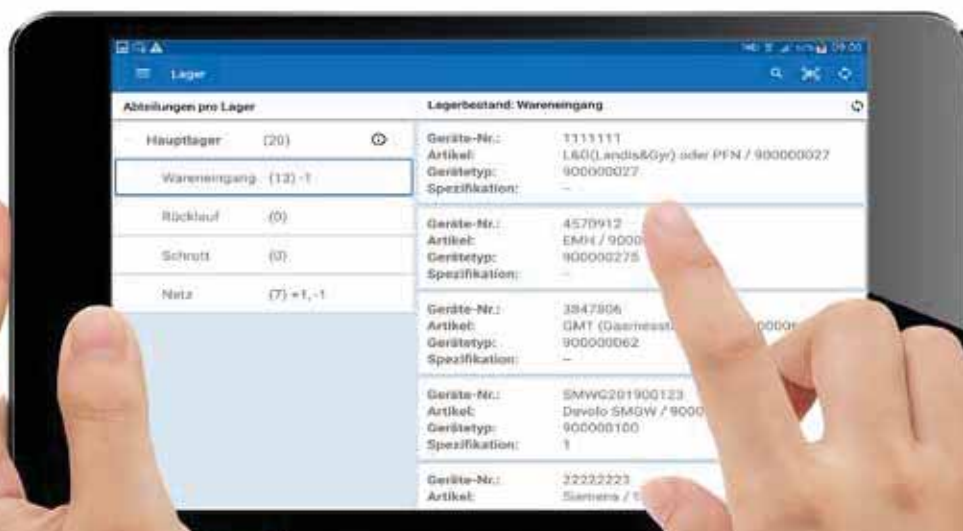 09:00
Lager
Abteilungen pro Lager
Hauptlager (20)
Wareneingang (13) -1
Rücklauf (0)
Schrott (0)
Netz (7) +1, -1
Lagerbestand: Wareneingang
Geräte-Nr.: 1111111
Artikel: L&G(Landis&Gyr) oder PFN / 900000027
Gerätetyp: 900000027
Spezifikation: --
Geräte-Nr.: 4570912
Artikel: EMH / 9000
Gerätetyp: 900000275
Spezifikation: --
Geräte-Nr.: 3847806
Artikel: GMT
Gerätetyp: 900000062
Spezifikation: --
Geräte-Nr.: SMWG201900123
Artikel: Devolo SMGW / 9000
Gerätetyp: 900000100
Spezifikation: 1
Geräte-Nr.: 22222223
Artikel: Siemens /